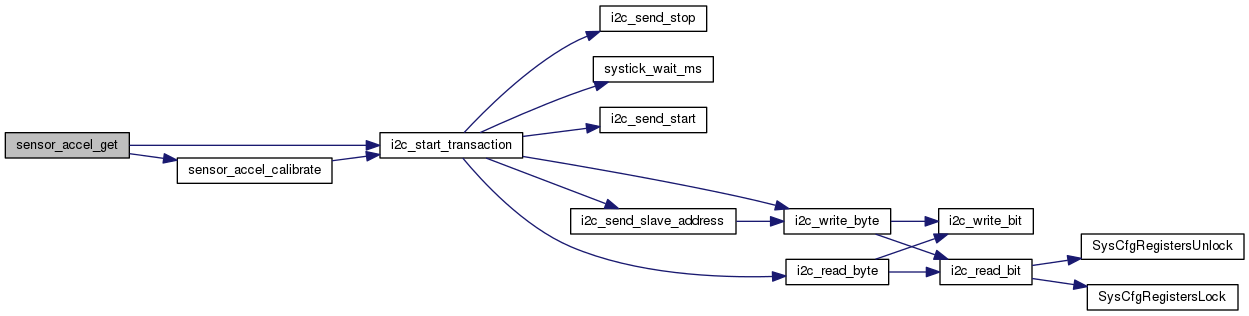 sensor_accel_get
sensor_accel_calibrate
i2c_start_transaction
i2c_send_stop
systick_wait_ms
i2c_send_start
i2c_send_slave_address
i2c_write_byte
i2c_read_byte
i2c_write_bit
i2c_read_bit
SysCfgRegistersUnlock
SysCfgRegistersLock